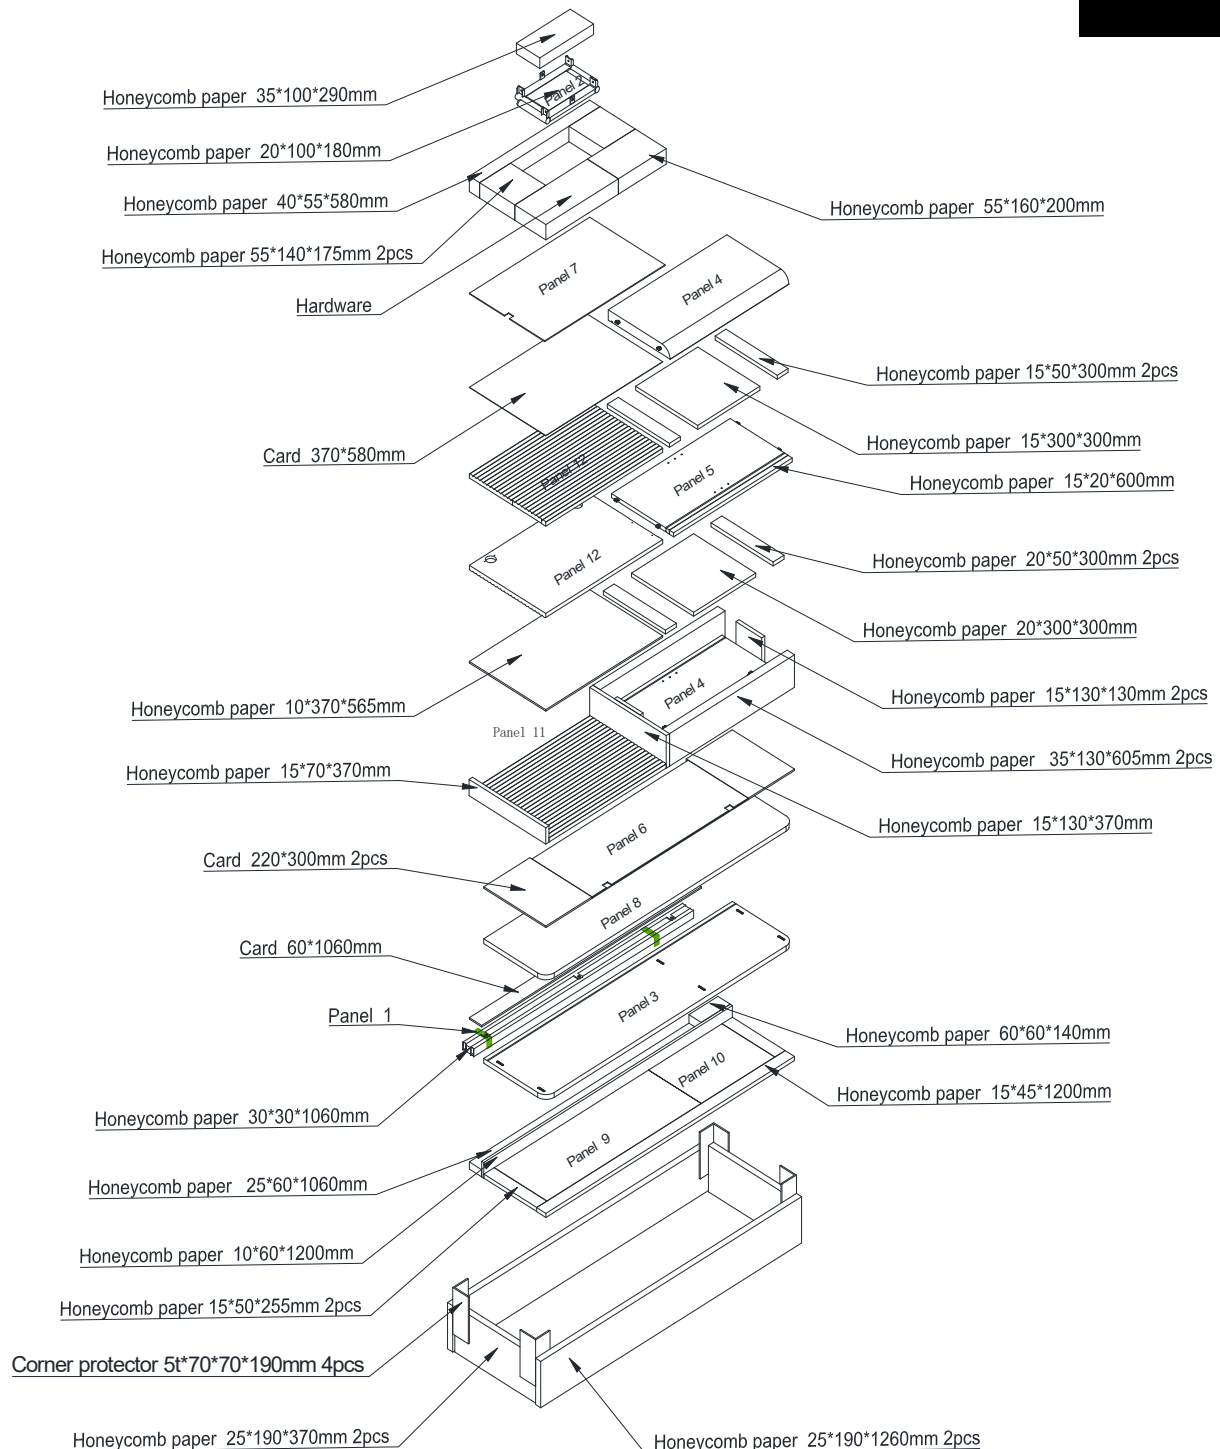 Honeycomb paper 35*100*290mm
Panel 2
Honeycomb paper 20*100*180mm
Honeycomb paper 40*55*580mm
Honeycomb paper 55*160*200mm
Honeycomb paper 55*140*175mm 2pcs
Panel 7
Panel 4
Hardware
Honeycomb paper 15*50*300mm 2pcs
Card 370*580mm
Honeycomb paper 15*300*300mm
Panel 12
Panel 5
Honeycomb paper 15*20*600mm
Panel 12
Honeycomb paper 20*50*300mm 2pcs
Honeycomb paper 20*300*300mm
Honeycomb paper 10*370*565mm
Panel 4
Honeycomb paper 15*130*130mm 2pcs
Panel 11
Honeycomb paper 35*130*605mm 2pcs
Honeycomb paper 15*70*370mm
Honeycomb paper 15*130*370mm
Panel 6
Card 220*300mm 2pcs
Panel 8
Card 60*1060mm
Panel 3
Panel 1
Honeycomb paper 60*60*140mm
Panel 10
Honeycomb paper 15*45*1200mm
Honeycomb paper 30*30*1060mm
Panel 9
Honeycomb paper 25*60*1060mm
Honeycomb paper 10*60*1200mm
Honeycomb paper 15*50*255mm 2pcs
Corner protector 5t*70*70*190mm 4pcs
Honeycomb paper 25*190*370mm 2pcs
Honeycomb paper 25*190*1260mm 2pcs